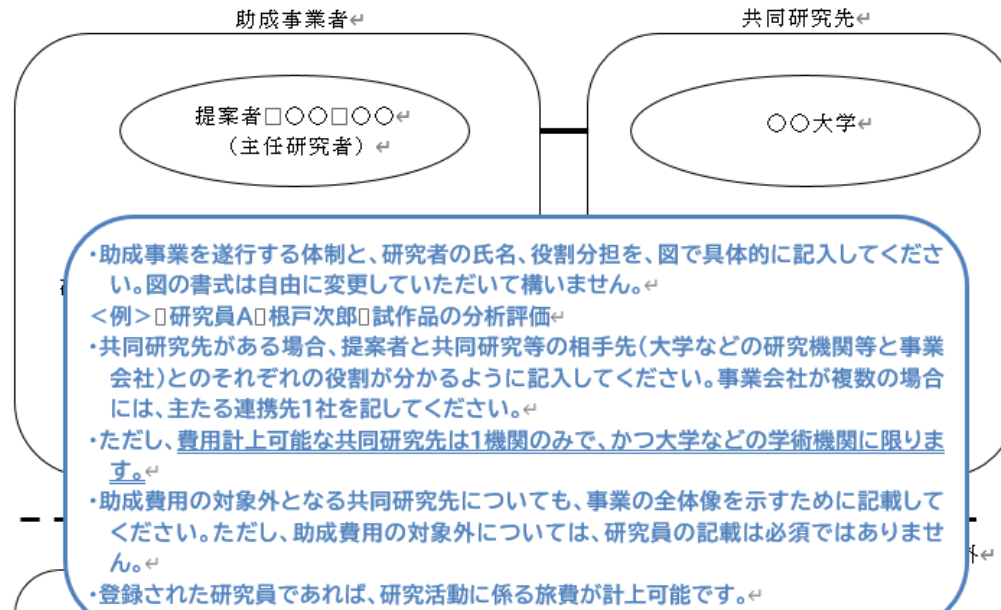 助成事業者↵
共同研究先↵
提案者□○○□○○↵
（主任研究者）↵
○○大学↵
・助成事業を遂行する体制と、研究者の氏名、役割分担を、図で具体的に記入してくださ
い。図の書式は自由に変更していただいて構いません。↵
＜例＞□研究員A□根戸次郎□試作品の分析評価↵
・共同研究先がある場合、提案者と共同研究等の相手先（大学などの研究機関等と事業
会社）とのそれぞれの役割が分かるように記入してください。事業会社が複数の場合
には、主たる連携先1社を記してください。↵
・ただし、費用計上可能な共同研究先は1機関のみで、かつ大学などの学術機関に限りま
す。↵
・助成費用の対象外となる共同研究先についても、事業の全体像を示すために記載して
ください。ただし、助成費用の対象外については、研究員の記載は必須ではありませ
ん。↵
・登録された研究員であれば、研究活動に係る旅費が計上可能です。↵